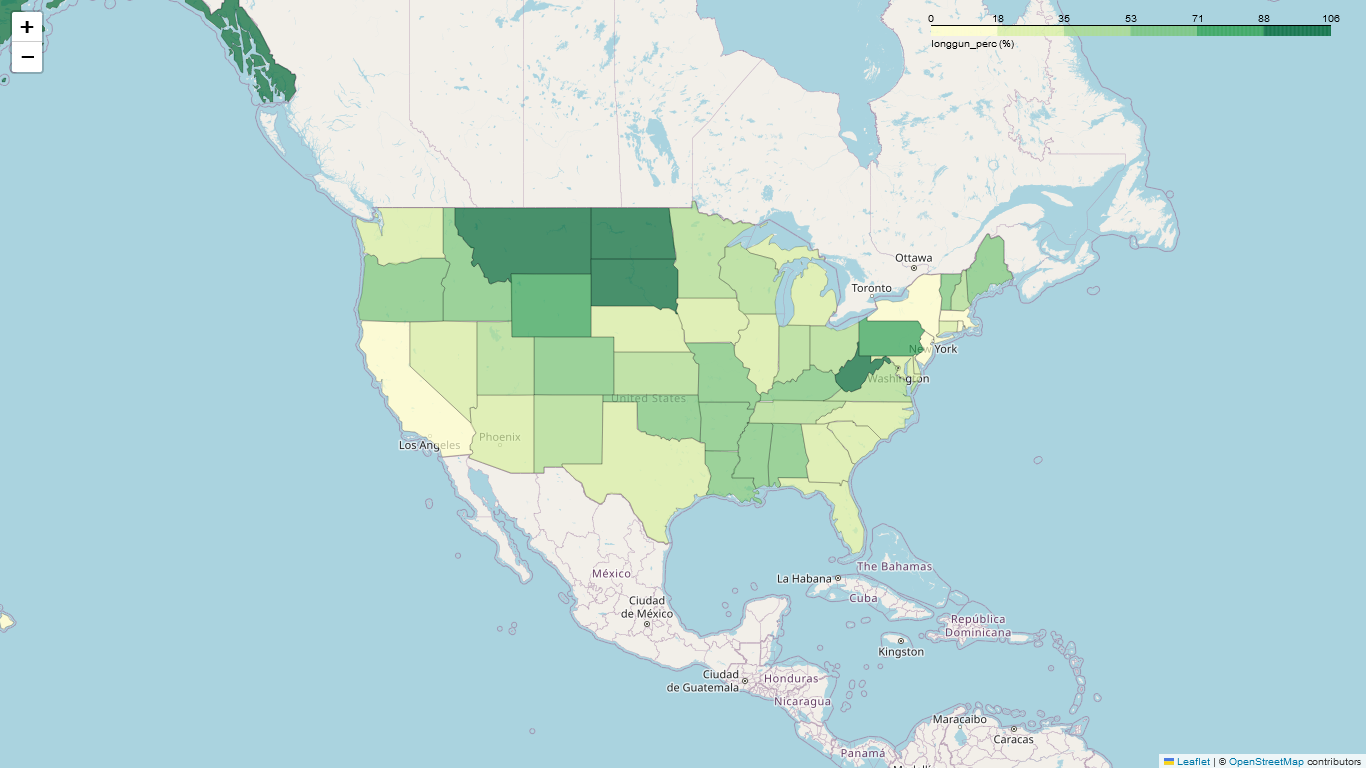 +
−
0 18 35 53 71 88 106
longgun_perc (%)
Ottawa
Toronto
New York
Washington
United States
Phoenix
Los Angeles
México
Ciudad
de México
La Habana
The Bahamas
Cuba
República
Dominicana
Kingston
Ciudad
de Guatemala
Honduras
Nicaragua
Maracaibo
Caracas
Panamá
Leaflet | © OpenStreetMap contributors